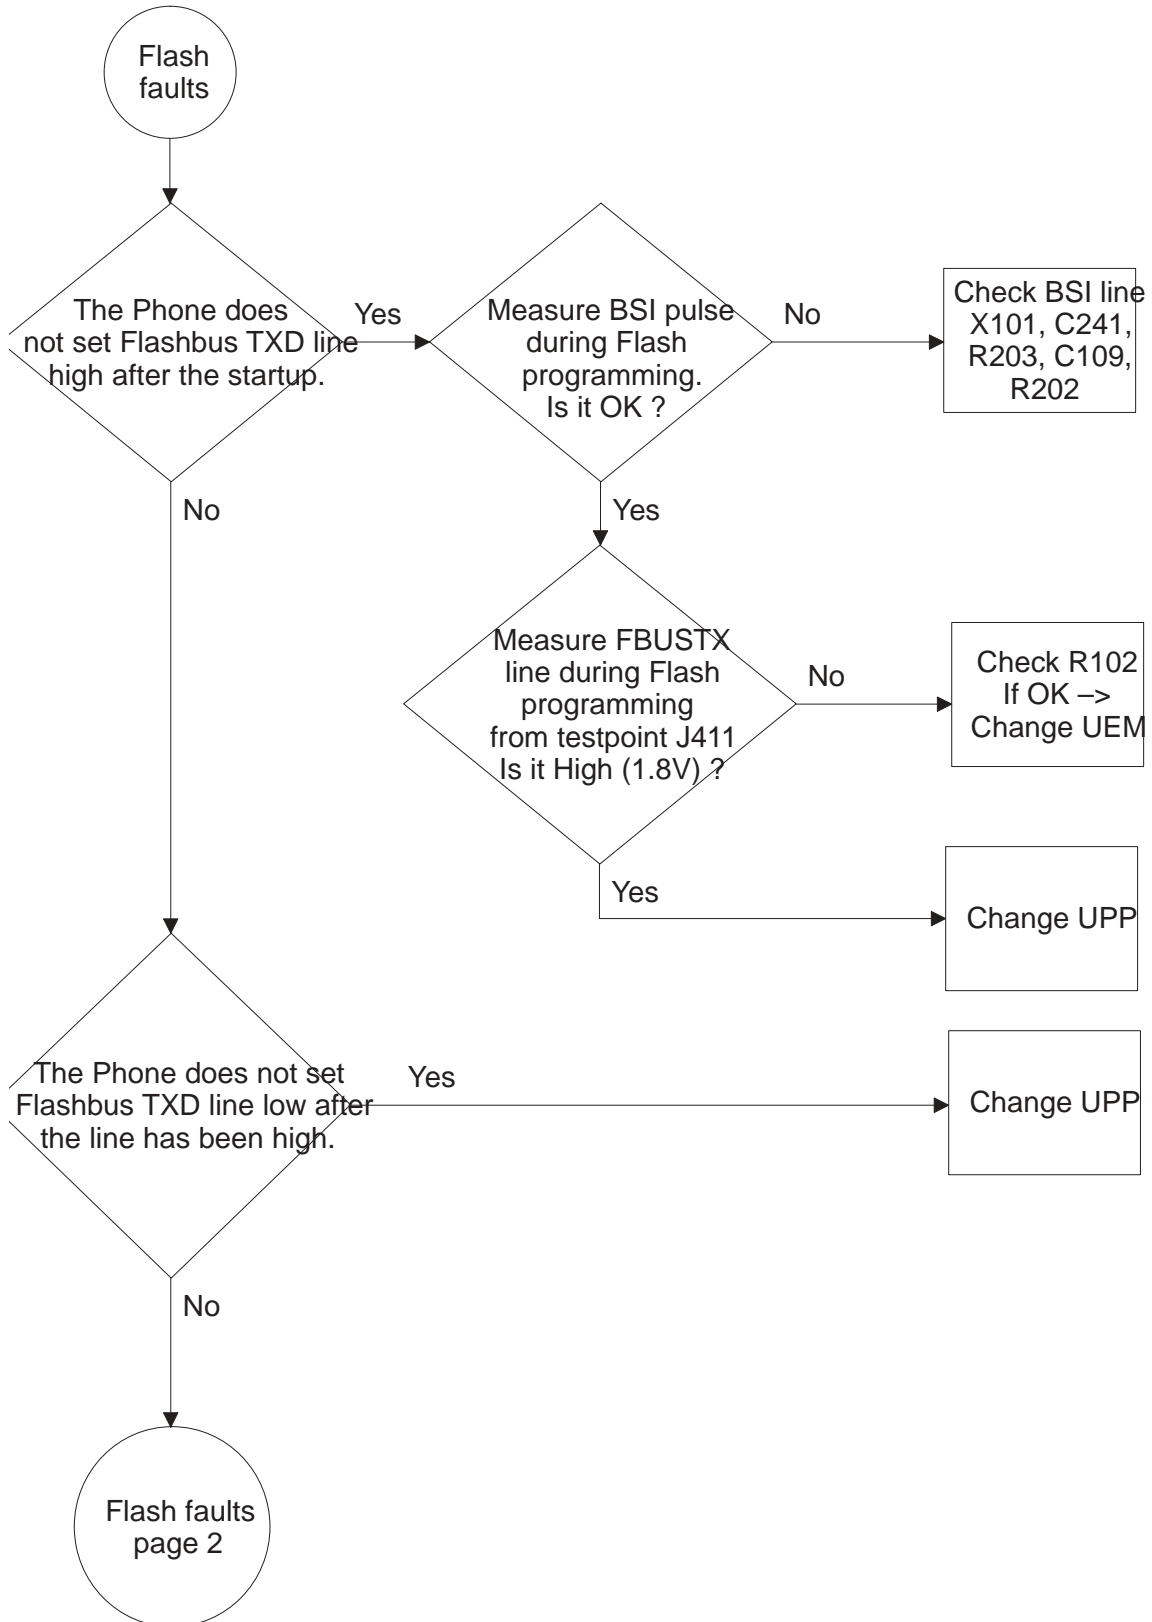 Flash
faults
The Phone does
not set Flashbus TXD line
high after the startup.
Yes
Measure BSI pulse
during Flash
programming.
Is it OK ?
No
Check BSI line
X101, C241,
R203, C109,
R202
No
Yes
Measure FBUSTX
line during Flash
programming
from testpoint J411
Is it High (1.8V) ?
No
Check R102
If OK –>
Change UEM
Yes
Change UPP
The Phone does not set
Flashbus TXD line low after
the line has been high.
Yes
Change UPP
No
Flash faults
page 2